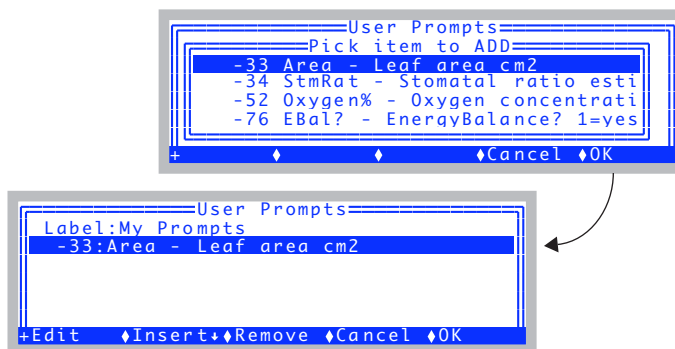 User Prompts
Pick item to ADD
-33 Area - Leaf area cm2
-34 StmRat - Stomatal ratio esti
-52 Oxygen% - Oxygen concentrati
-76 EBal? - EnergyBalance? 1=yes
+ ♦ ♦ ♦Cancel ♦OK
User Prompts
Label:My Prompts
-33:Area - Leaf area cm2
+Edit ♦Insert↓♦Remove ♦Cancel ♦OK